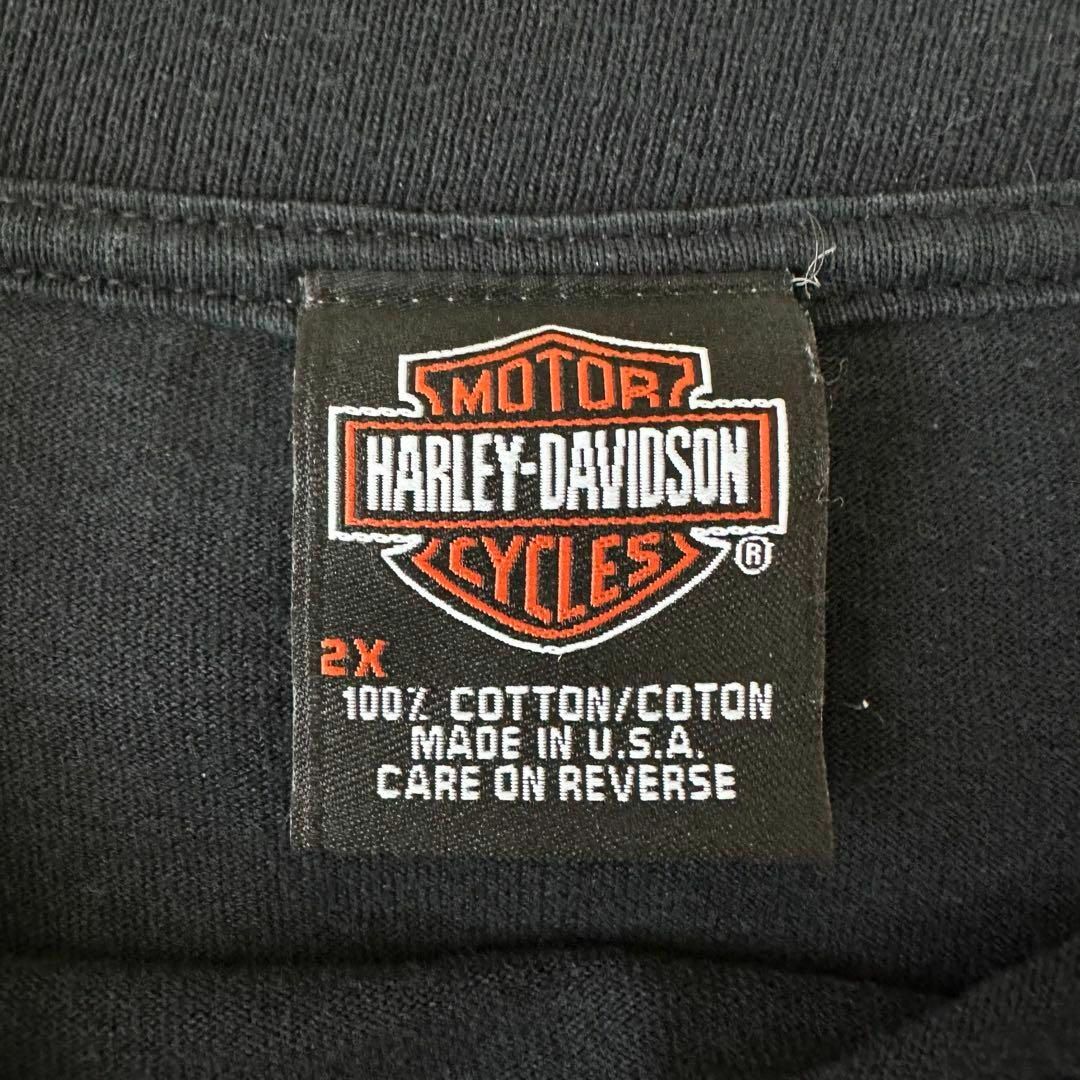 MOTOR
HARLEY-DAVIDSON
CYCLES
®
2X
100% COTTON/COTON
MADE IN U.S.A.
CARE ON REVERSE